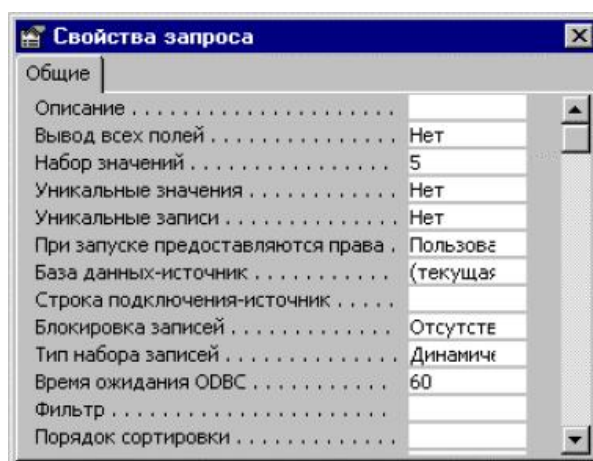 Свойства запроса
Общие
Описание . . . . . . . . . . . . . . . . . . . . . .
Вывод всех полей . . . . . . . . . . . . . . . Нет
Набор значений . . . . . . . . . . . . . . . . . 5
Уникальные значения . . . . . . . . . . . . Нет
Уникальные записи . . . . . . . . . . . . . . Нет
При запуске предоставляются права . Пользова
База данных-источник . . . . . . . . . . . (текущая
Строка подключения-источник . . . . .
Блокировка записей . . . . . . . . . . . . . Отсутств
Тип набора записей . . . . . . . . . . . . . . Динамиче
Время ожидания ODBC . . . . . . . . . . . 60
Фильтр . . . . . . . . . . . . . . . . . . . . . . .
Порядок сортировки . . . . . . . . . . . . .